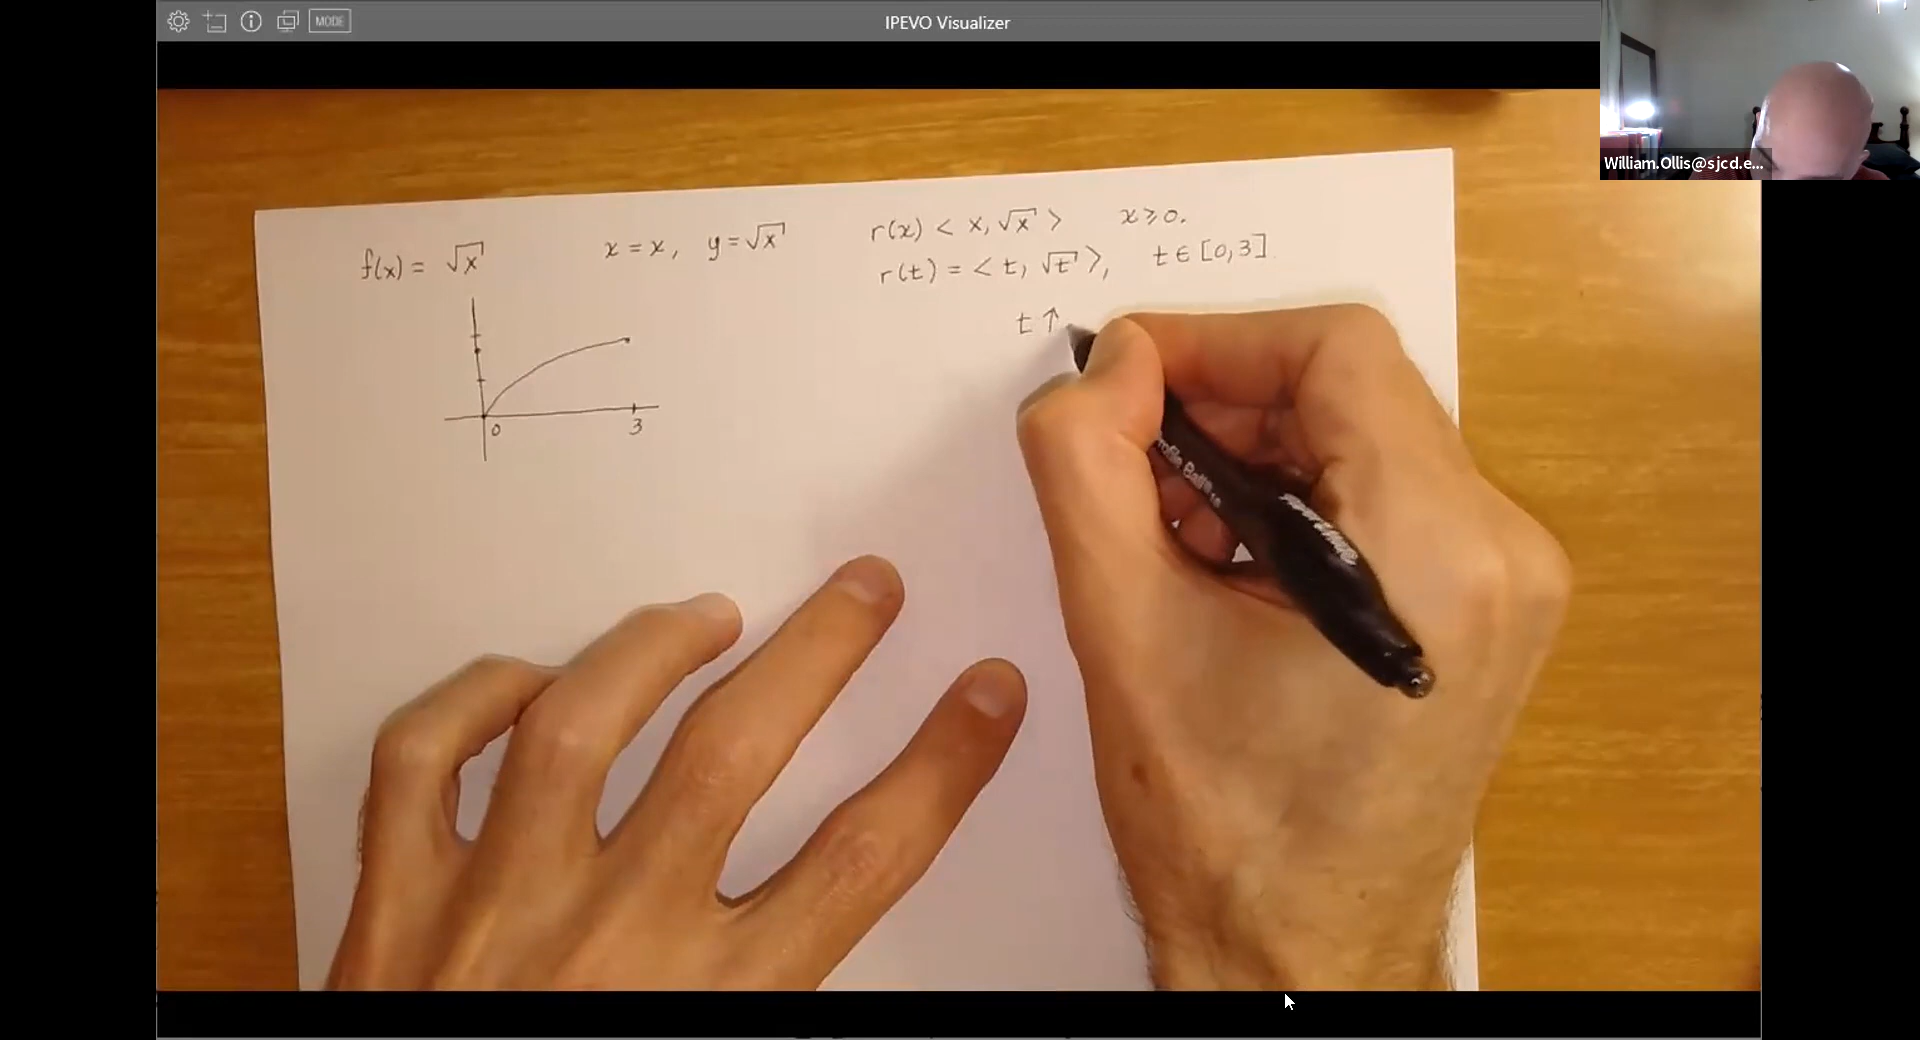 MODE
IPEVO Visualizer
William.Ollis@sjcd.e...
f(x) = √x
x = x, y = √x
r(x) < x, √x >
x ≥ 0.
r(t) = < t, √t >,
t ∈ [0, 3]
t ↑
0
3